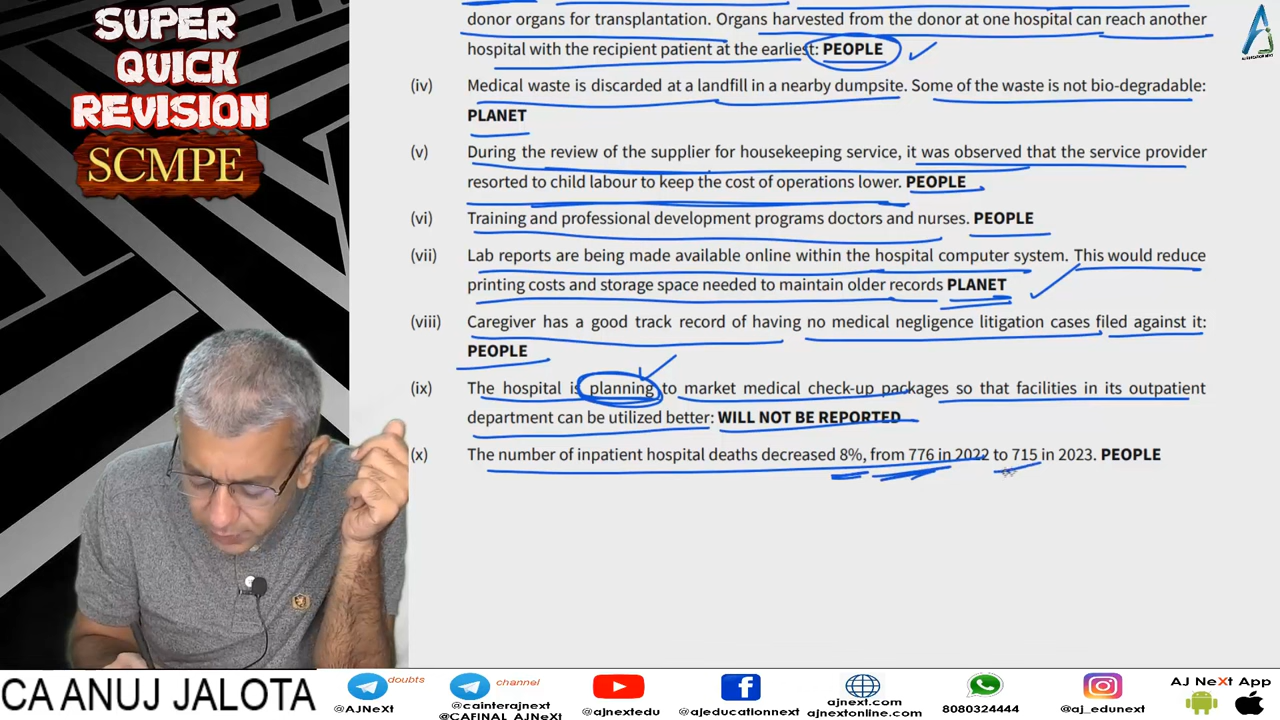 SUPER
QUICK
REVISION
SCMPE
donor organs for transplantation. Organs harvested from the donor at one hospital can reach another
hospital with the recipient patient at the earliest: PEOPLE
(iv) Medical waste is discarded at a landfill in a nearby dumpsite. Some of the waste is not bio-degradable:
PLANET
(v) During the review of the supplier for housekeeping service, it was observed that the service provider
resorted to child labour to keep the cost of operations lower. PEOPLE
(vi) Training and professional development programs doctors and nurses. PEOPLE
(vii) Lab reports are being made available online within the hospital computer system. This would reduce
printing costs and storage space needed to maintain older records PLANET
(viii) Caregiver has a good track record of having no medical negligence litigation cases filed against it:
PEOPLE
(ix) The hospital is planning to market medical check-up packages so that facilities in its outpatient
department can be utilized better: WILL NOT BE REPORTED
(x) The number of inpatient hospital deaths decreased 8%, from 776 in 2022 to 715 in 2023. PEOPLE
CA ANUJ JALOTA
doubts
@AJNeXt
channel
@cainterajnext
@CAFINAL_AJNeXt
@ajnextedu
@ajeducationnext
ajnext.com
ajnextonline.com
8080324444
@aj_edunext
AJ NeXt App